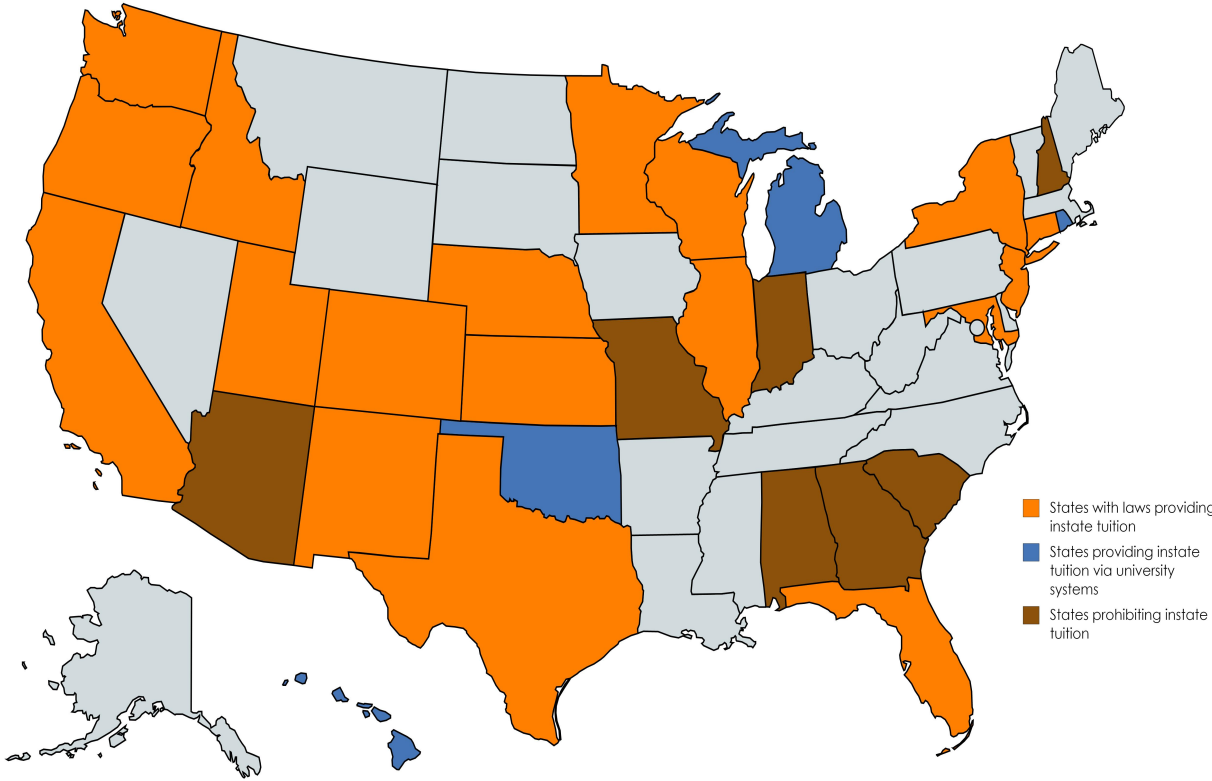 States with laws providing
instate tuition
States providing instate
tuition via university
systems
States prohibiting instate
tuition